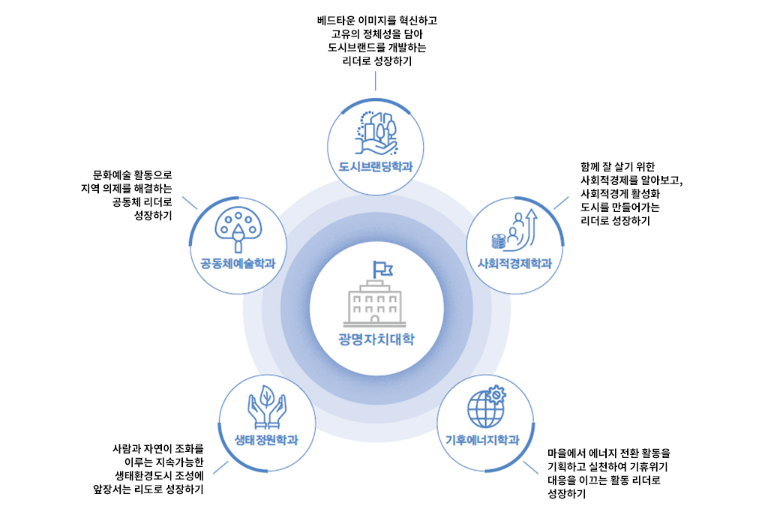 베드타운 이미지를 혁신하고
고유의 정체성을 담아
도시브랜드를 개발하는
리더로 성장하기
도시브랜딩학과
문화예술 활동으로
지역 의제를 해결하는
공동체 리더로
성장하기
공동체예술학과
함께 잘 살기 위한
사회적경제를 알아보고,
사회적경게 활성화
도시를 만들어가는
리더로 성장하기
사회적경제학과
광명자치대학
생태정원학과
사람과 자연이 조화를
이루는 지속가능한
생태환경도시 조성에
앞장서는 리도로 성장하기
기후에너지학과
마을에서 에너지 전환 활동을
기획하고 실천하여 기휴위기
대응을 이끄는 활동 리더로
성장하기